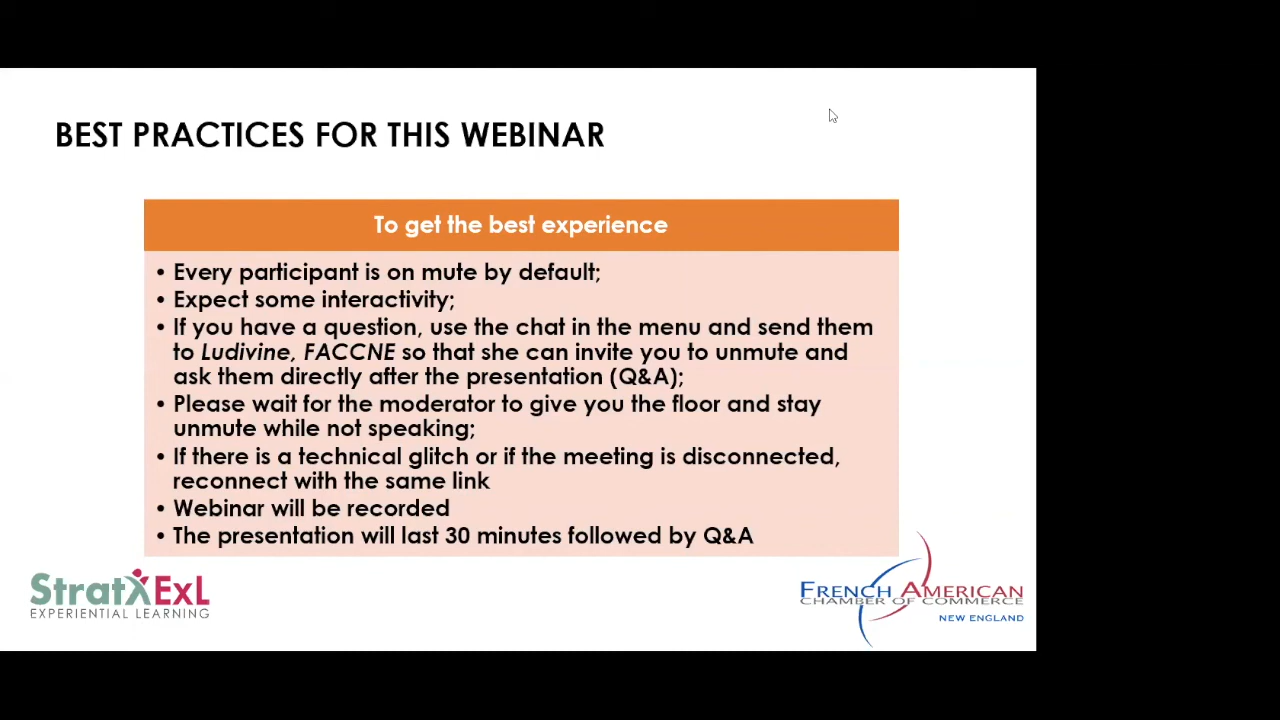 BEST PRACTICES FOR THIS WEBINAR
To get the best experience
• Every participant is on mute by default;
• Expect some interactivity;
• If you have a question, use the chat in the menu and send them
to Ludivine, FACCNE so that she can invite you to unmute and
ask them directly after the presentation (Q&A);
• Please wait for the moderator to give you the floor and stay
unmute while not speaking;
• If there is a technical glitch or if the meeting is disconnected,
reconnect with the same link
• Webinar will be recorded
• The presentation will last 30 minutes followed by Q&A
StratXExL
EXPERIENTIAL LEARNING
FRENCH AMERICAN
CHAMBER OF COMMERCE
NEW ENGLAND